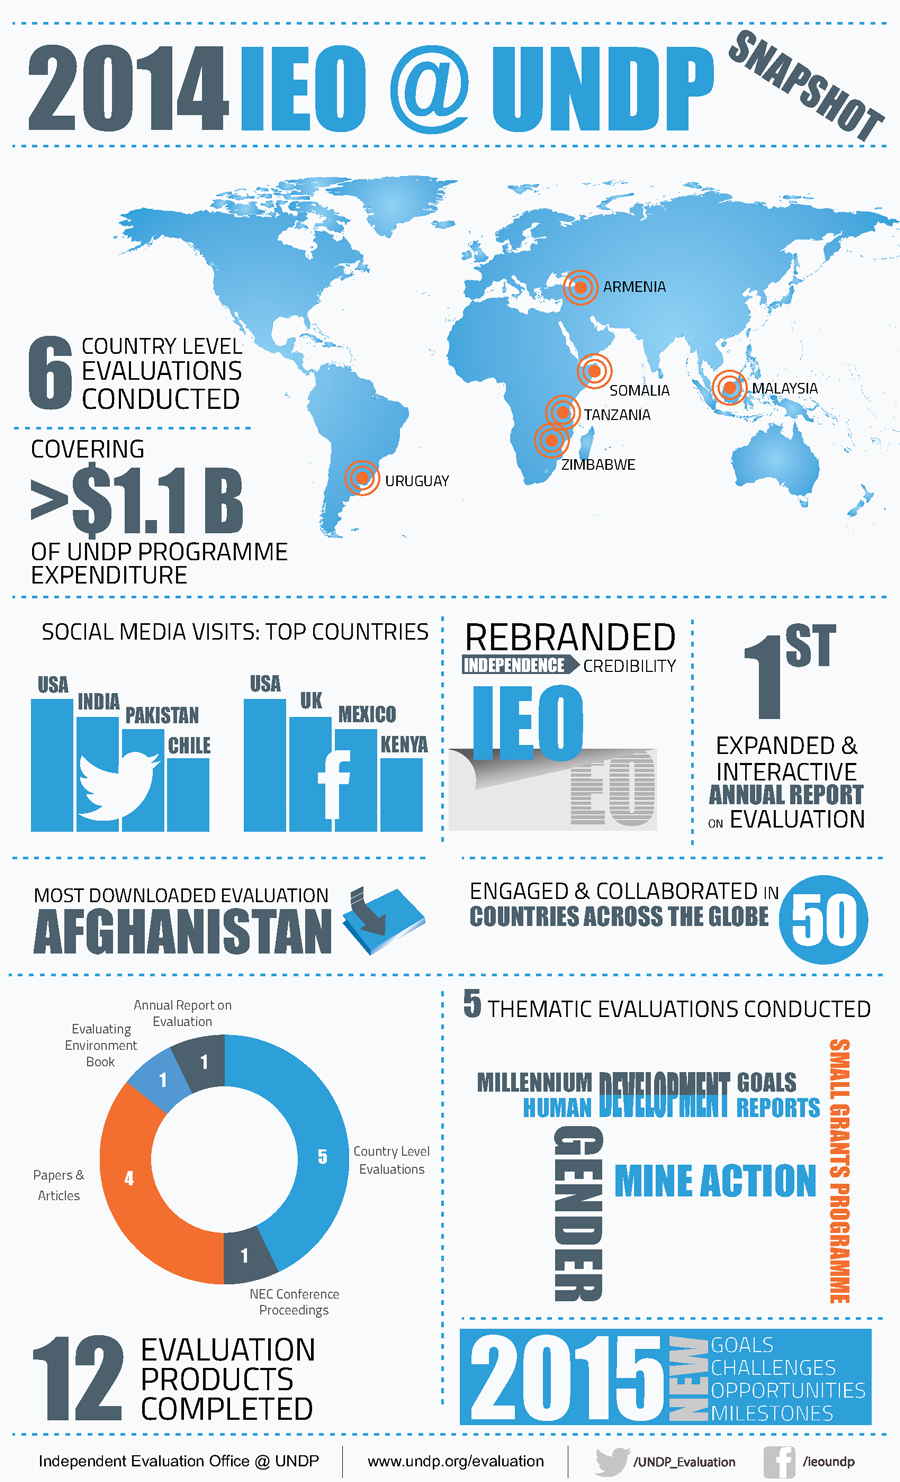 2014 IEO @ UNDP
SNAPSHOT
ARMENIA
SOMALIA
MALAYSIA
TANZANIA
ZIMBABWE
URUGUAY
6 COUNTRY LEVEL
EVALUATIONS
CONDUCTED
COVERING
>$1.1 B
OF UNDP PROGRAMME
EXPENDITURE
SOCIAL MEDIA VISITS: TOP COUNTRIES
USA
INDIA
PAKISTAN
CHILE
USA
UK
MEXICO
KENYA
f
REBRANDED
INDEPENDENCE CREDIBILITY
IEO
EO
1ST
EXPANDED &
INTERACTIVE
ANNUAL REPORT
ON EVALUATION
MOST DOWNLOADED EVALUATION
AFGHANISTAN
ENGAGED & COLLABORATED IN
COUNTRIES ACROSS THE GLOBE
50
Annual Report on
Evaluation
Evaluating
Environment
Book
1
1
5
Country Level
Evaluations
Papers &
Articles
4
1
NEC Conference
Proceedings
12 EVALUATION
PRODUCTS
COMPLETED
5 THEMATIC EVALUATIONS CONDUCTED
MILLENNIUM DEVELOPMENT GOALS
HUMAN DEVELOPMENT REPORTS
GENDER
MINE ACTION
SMALL GRANTS PROGRAMME
2015 NEW
GOALS
CHALLENGES
OPPORTUNITIES
MILESTONES
Independent Evaluation Office @ UNDP
www.undp.org/evaluation
/UNDP_Evaluation
f /ieoundp